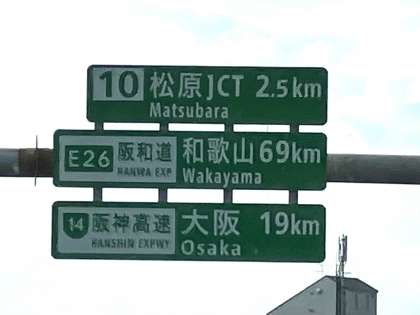 10 松原JCT 2.5km
Matsubara
E26 阪和道 和歌山 69km
HANWA EXP Wakayama
14 阪神高速 大阪 19km
HANSHIN EXPWY Osaka